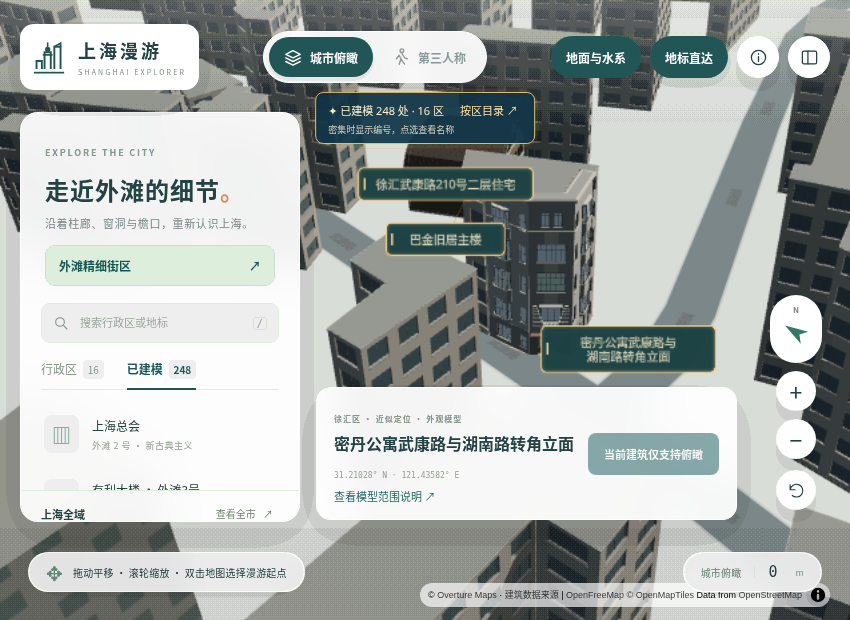 上海漫游
SHANGHAI EXPLORER
城市俯瞰
第三人称
地面与水系
地标直达
✦ 已建模 248 处 · 16 区 按区目录 ↗
密集时显示编号，点选查看名称
EXPLORE THE CITY
走近外滩的细节。
沿着柱廊、窗洞与檐口，重新认识上海。
外滩精细街区 ↗
搜索行政区或地标 /
行政区 16 已建模 248
上海总会
外滩 2 号 · 新古典主义
有利大楼 · 外滩3号
上海全域 查看全市 ↗
徐汇武康路210号二层住宅
巴金旧居主楼
密丹公寓武康路与
湖南路转角立面
N
徐汇区 · 近似定位 · 外观模型
密丹公寓武康路与湖南路转角立面
当前建筑仅支持俯瞰
31.21028° N · 121.43582° E
查看模型范围说明 ↗
拖动平移 · 滚轮缩放 · 双击地图选择漫游起点
城市俯瞰 0 m
© Overture Maps · 建筑数据来源 | OpenFreeMap © OpenMapTiles Data from OpenStreetMap